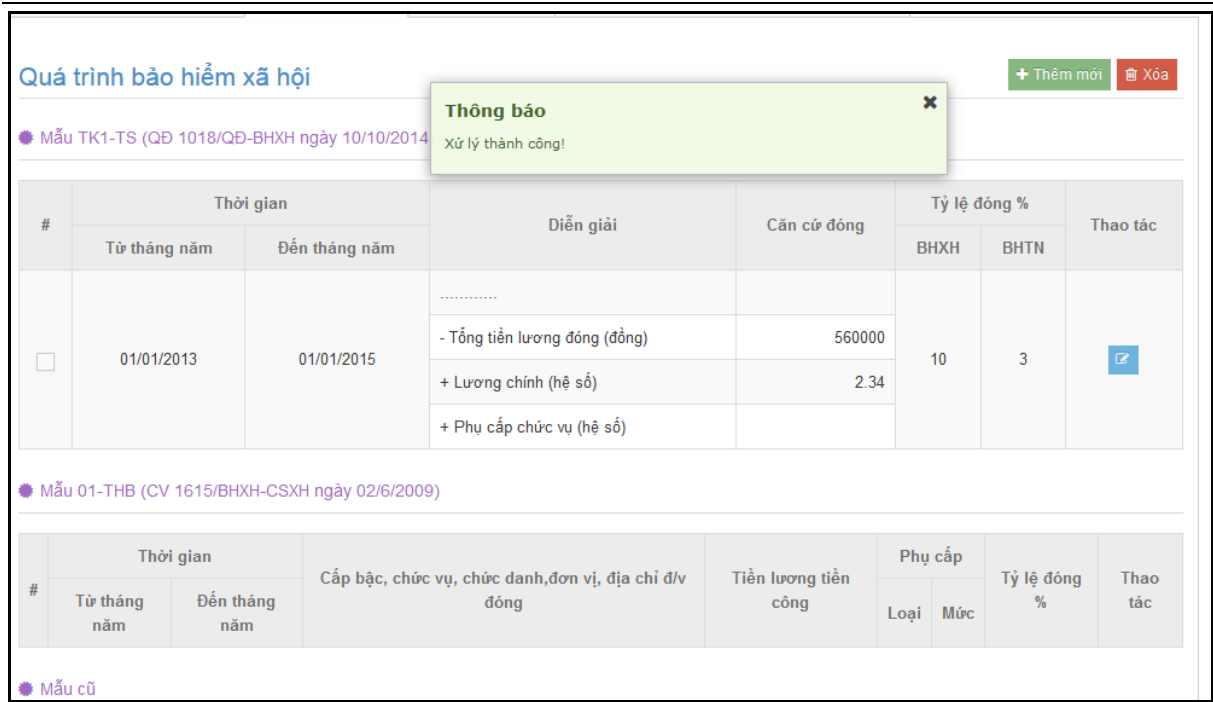 Quá trình bảo hiểm xã hội
Thêm mới
Xóa
Thông báo
Xử lý thành công!
Mẫu TK1-TS (QĐ 1018/QĐ-BHXH ngày 10/10/2014
#
Thời gian
Diễn giải
Căn cứ đóng
Tỷ lệ đóng %
Thao tác
Từ tháng năm
Đến tháng năm
BHXH
BHTN
............
- Tổng tiền lương đóng (đồng)
560000
01/01/2013
01/01/2015
10
3
+ Lương chính (hệ số)
2.34
+ Phụ cấp chức vụ (hệ số)
Mẫu 01-THB (CV 1615/BHXH-CSXH ngày 02/6/2009)
#
Thời gian
Cấp bậc, chức vụ, chức danh,đơn vị, địa chỉ đ/v
đóng
Tiền lương tiền
công
Phụ cấp
Tỷ lệ đóng
%
Thao
tác
Từ tháng
năm
Đến tháng
năm
Loại
Mức
Mẫu cũ